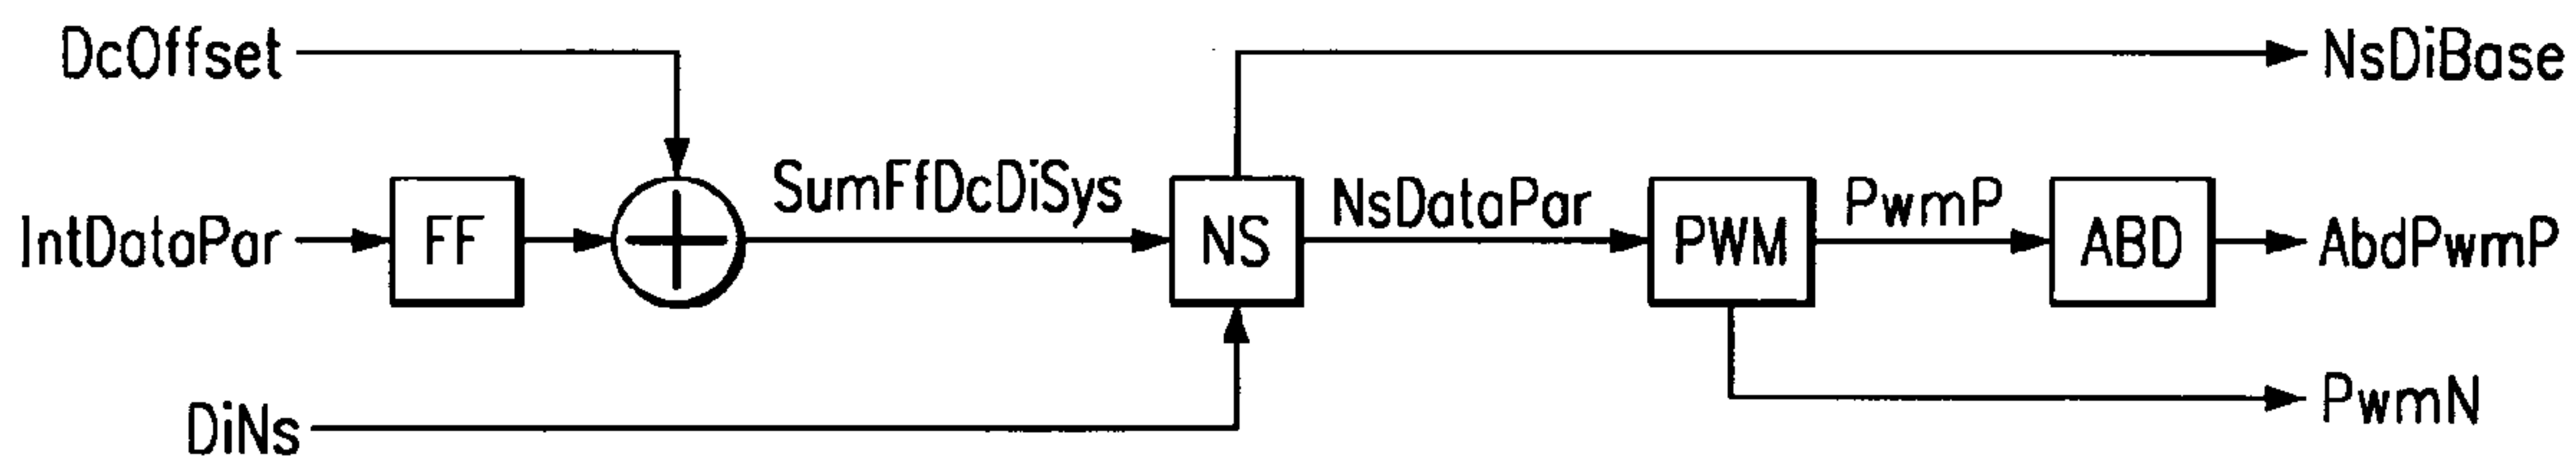 DcOffset
NsDiBase
SumFfDcDiSys
NsDataPar
PwmP
IntDataPar
FF
NS
PWM
ABD
AbdPwmP
DiNs
PwmN